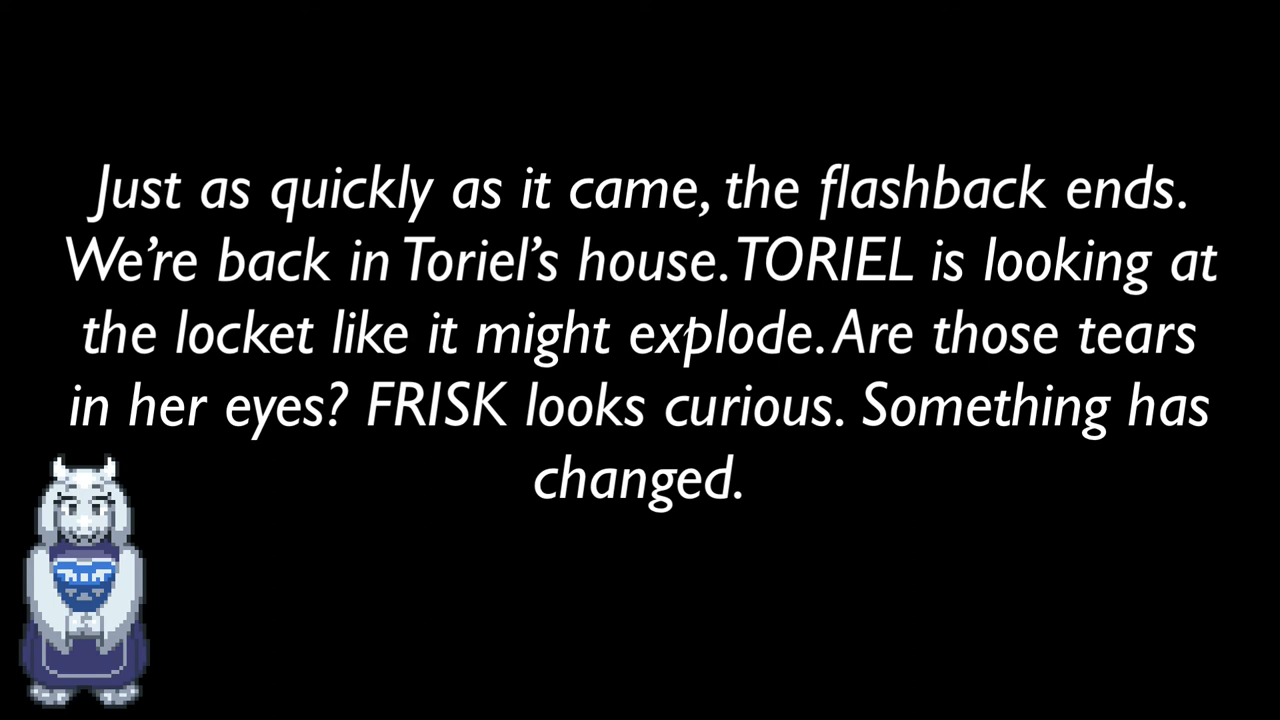 Just as quickly as it came, the flashback ends.
We’re back in Toriel’s house. TORIEL is looking at
the locket like it might explode. Are those tears
in her eyes? FRISK looks curious. Something has
changed.